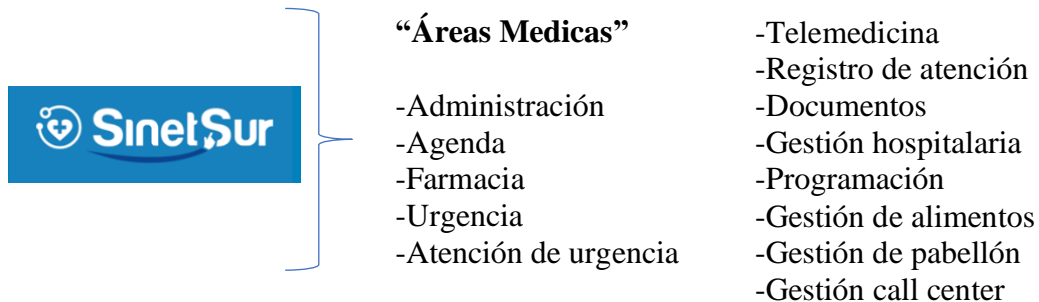 SinetSur
“Áreas Medicas”
-Administración
-Agenda
-Farmacia
-Urgencia
-Atención de urgencia
-Telemedicina
-Registro de atención
-Documentos
-Gestión hospitalaria
-Programación
-Gestión de alimentos
-Gestión de pabellón
-Gestión call center